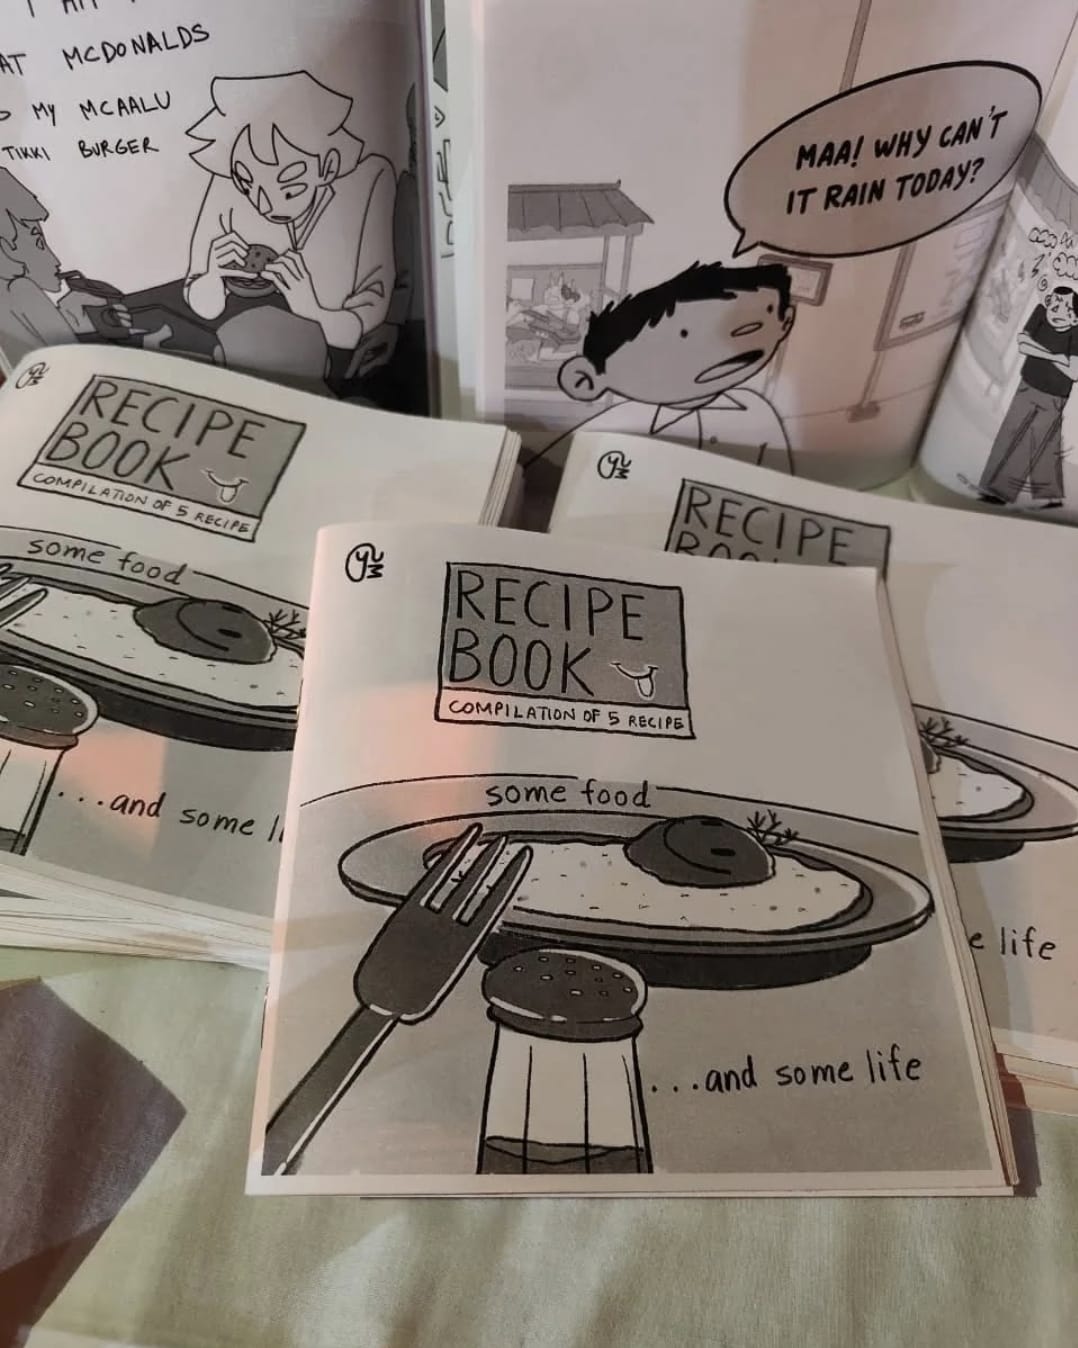 AT MCDONALDS
MY MCAALU
TIKKI BURGER
MAA! WHY CAN'T
IT RAIN TODAY?
RECIPE
BOOK
COMPILATION OF 5 RECIPE
some food
...and some
RECIPE
e life
RECIPE
BOOK
COMPILATION OF 5 RECIPE
some food
...and some life